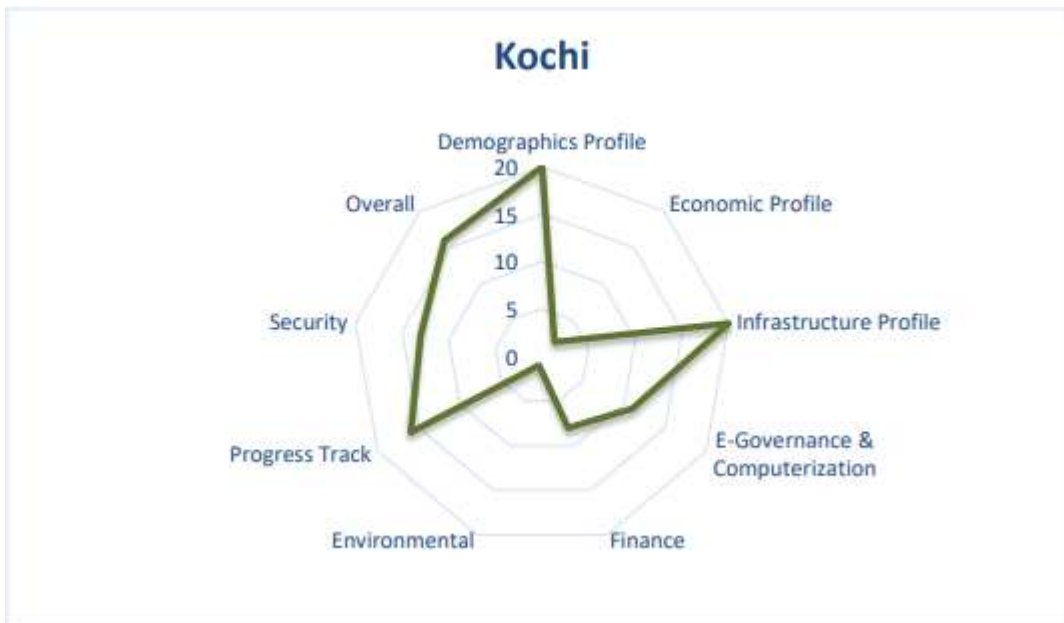 Kochi
Demographics Profile
20
Overall
Economic Profile
15
10
Security
Infrastructure Profile
5
0
E-Governance &
Computerization
Progress Track
Environmental
Finance